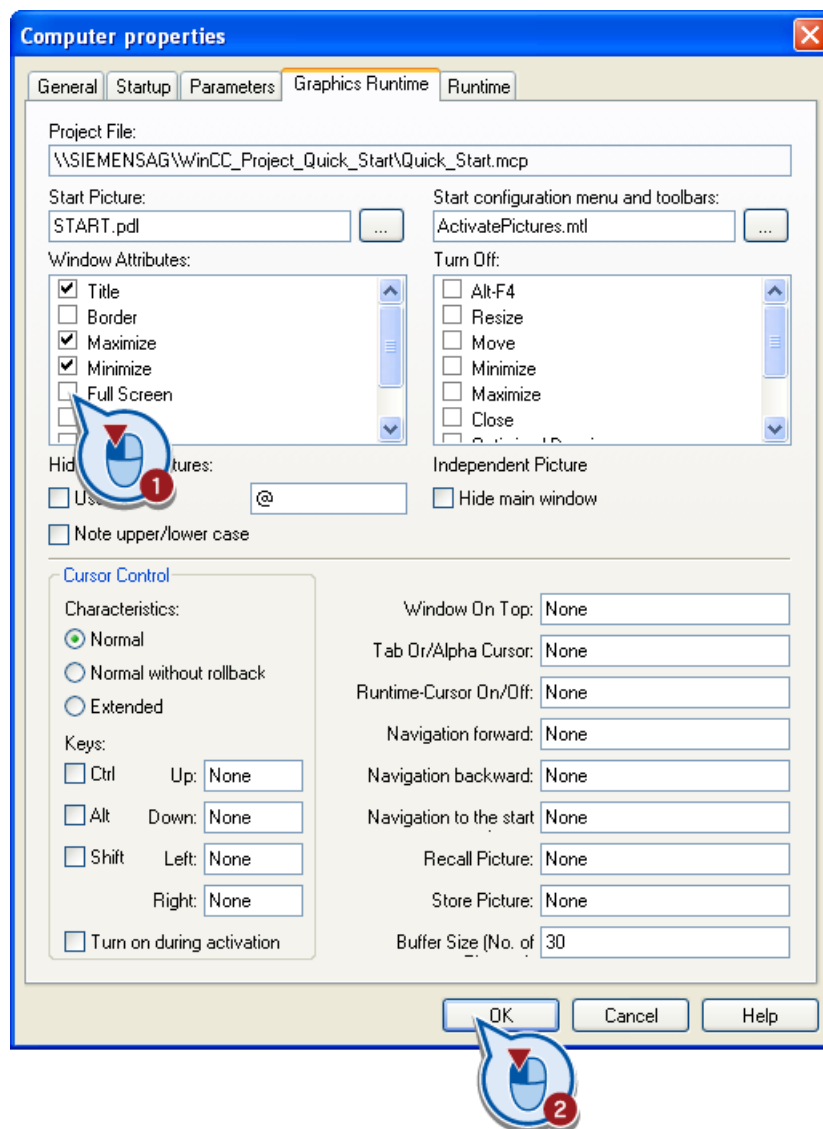 Computer properties
General Startup Parameters Graphics Runtime Runtime
Project File:
\\SIEMENSAG\WinCC_Project_Quick_Start\Quick_Start.mcp
Start Picture: Start configuration menu and toolbars:
START.pdl ... ActivatePictures.mtl ...
Window Attributes: Turn Off:
Title Alt-F4
Border Resize
Maximize Move
Minimize Minimize
Full Screen Maximize
Close
1
Independent Picture
@ Hide main window
Note upper/lower case
Cursor Control
Characteristics: Window On Top: None
Normal Tab Or/Alpha Cursor: None
Normal without rollback Runtime-Cursor On/Off: None
Extended Navigation forward: None
Keys:
Ctrl Up: None Navigation backward: None
Alt Down: None Navigation to the start None
Shift Left: None Recall Picture: None
Right: None Store Picture: None
Turn on during activation Buffer Size (No. of 30
OK Cancel Help
2